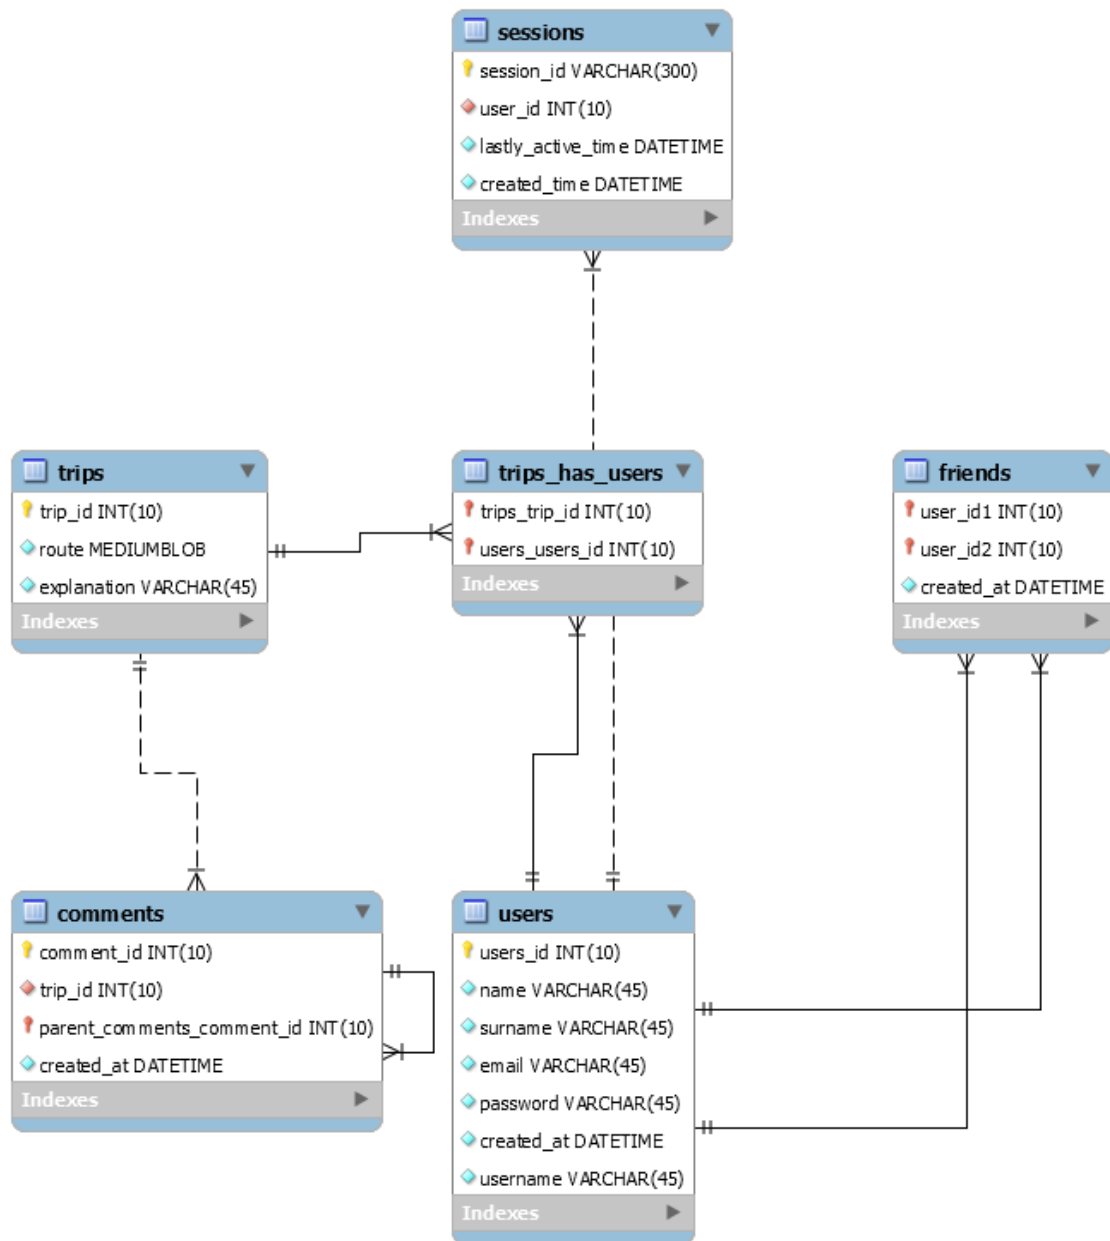 sessions
session_id VARCHAR(300)
user_id INT(10)
lastly_active_time DATETIME
created_time DATETIME
Indexes
trips
trip_id INT(10)
route MEDIUMBLOB
explanation VARCHAR(45)
Indexes
trips_has_users
trips_trip_id INT(10)
users_users_id INT(10)
Indexes
friends
user_id1 INT(10)
user_id2 INT(10)
created_at DATETIME
Indexes
comments
comment_id INT(10)
trip_id INT(10)
parent_comments_comment_id INT(10)
created_at DATETIME
Indexes
users
users_id INT(10)
name VARCHAR(45)
surname VARCHAR(45)
email VARCHAR(45)
password VARCHAR(45)
created_at DATETIME
username VARCHAR(45)
Indexes